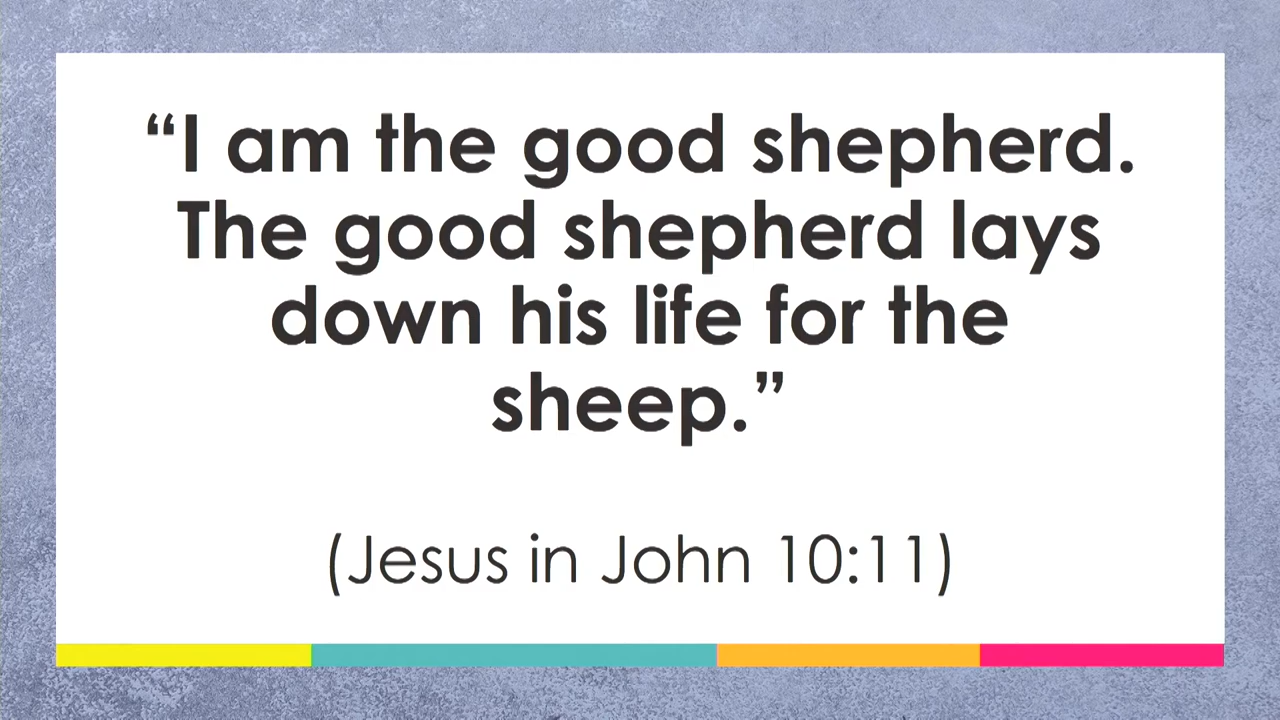 “I am the good shepherd.
The good shepherd lays
down his life for the
sheep.”
(Jesus in John 10:11)